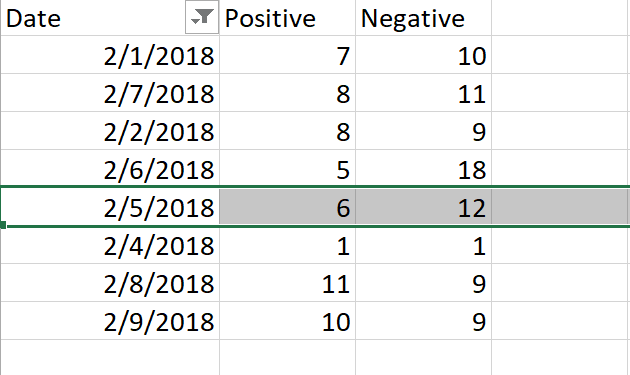 Date Positive Negative
2/1/2018 7 10
2/7/2018 8 11
2/2/2018 8 9
2/6/2018 5 18
2/5/2018 6 12
2/4/2018 1 1
2/8/2018 11 9
2/9/2018 10 9